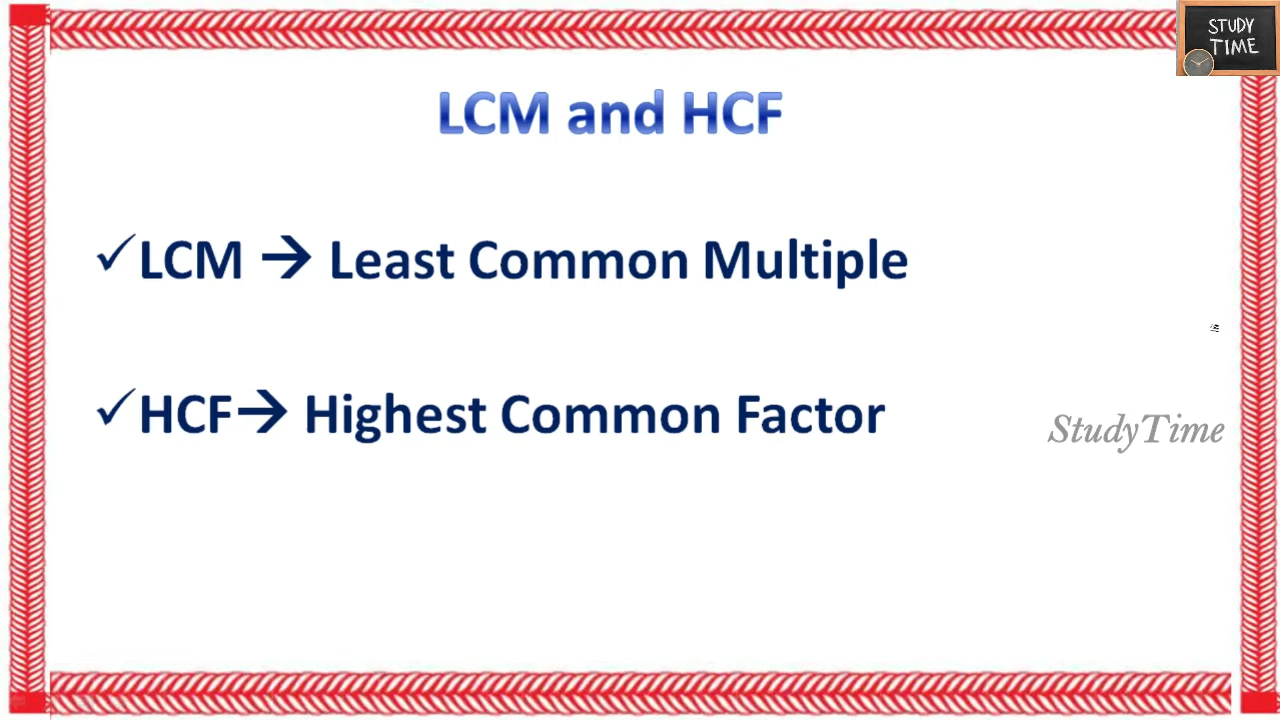 STUDY
TIME
LCM and HCF
✓LCM → Least Common Multiple
✓HCF→ Highest Common Factor
StudyTime